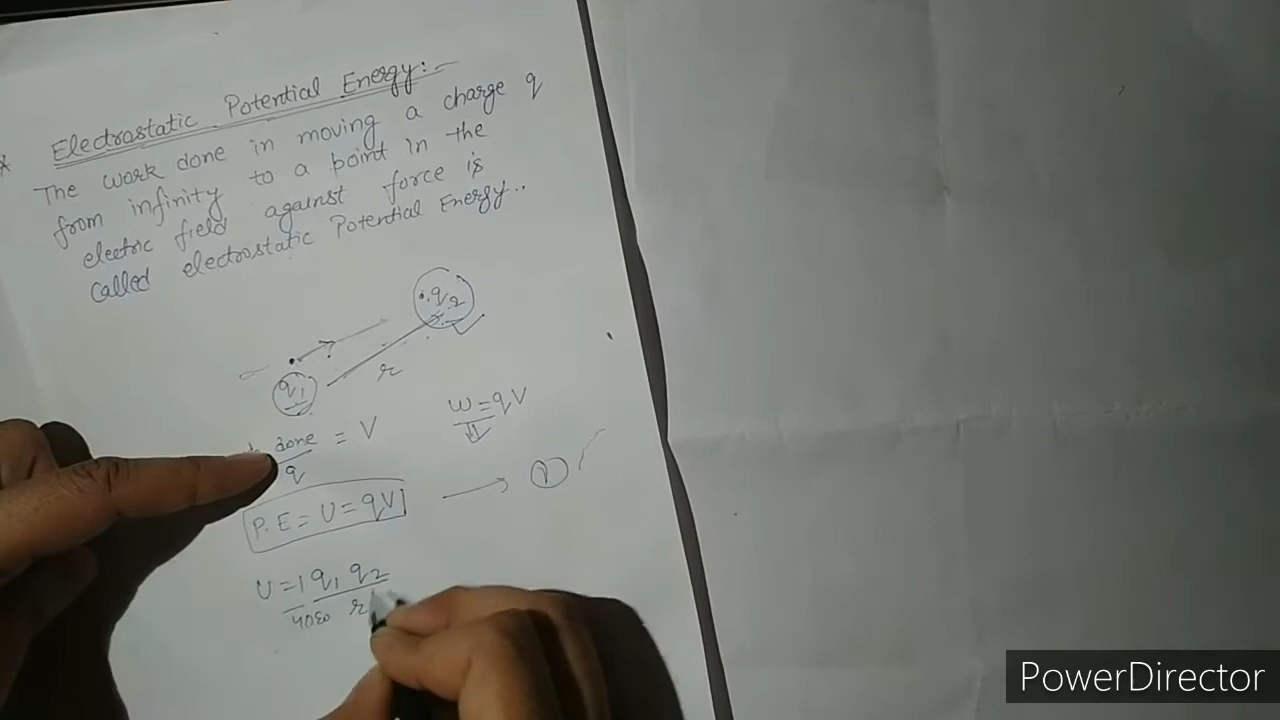 * Electrostatic Potential Energy:-
The work done in moving a charge q
from infinity to a point in the
electric field against force is
called electrostatic Potential Energy..
q2
q1
r
done/q = V
w=qV
P.E = U = qV
1
U = 1/4πε0 q1 q2/r
PowerDirector